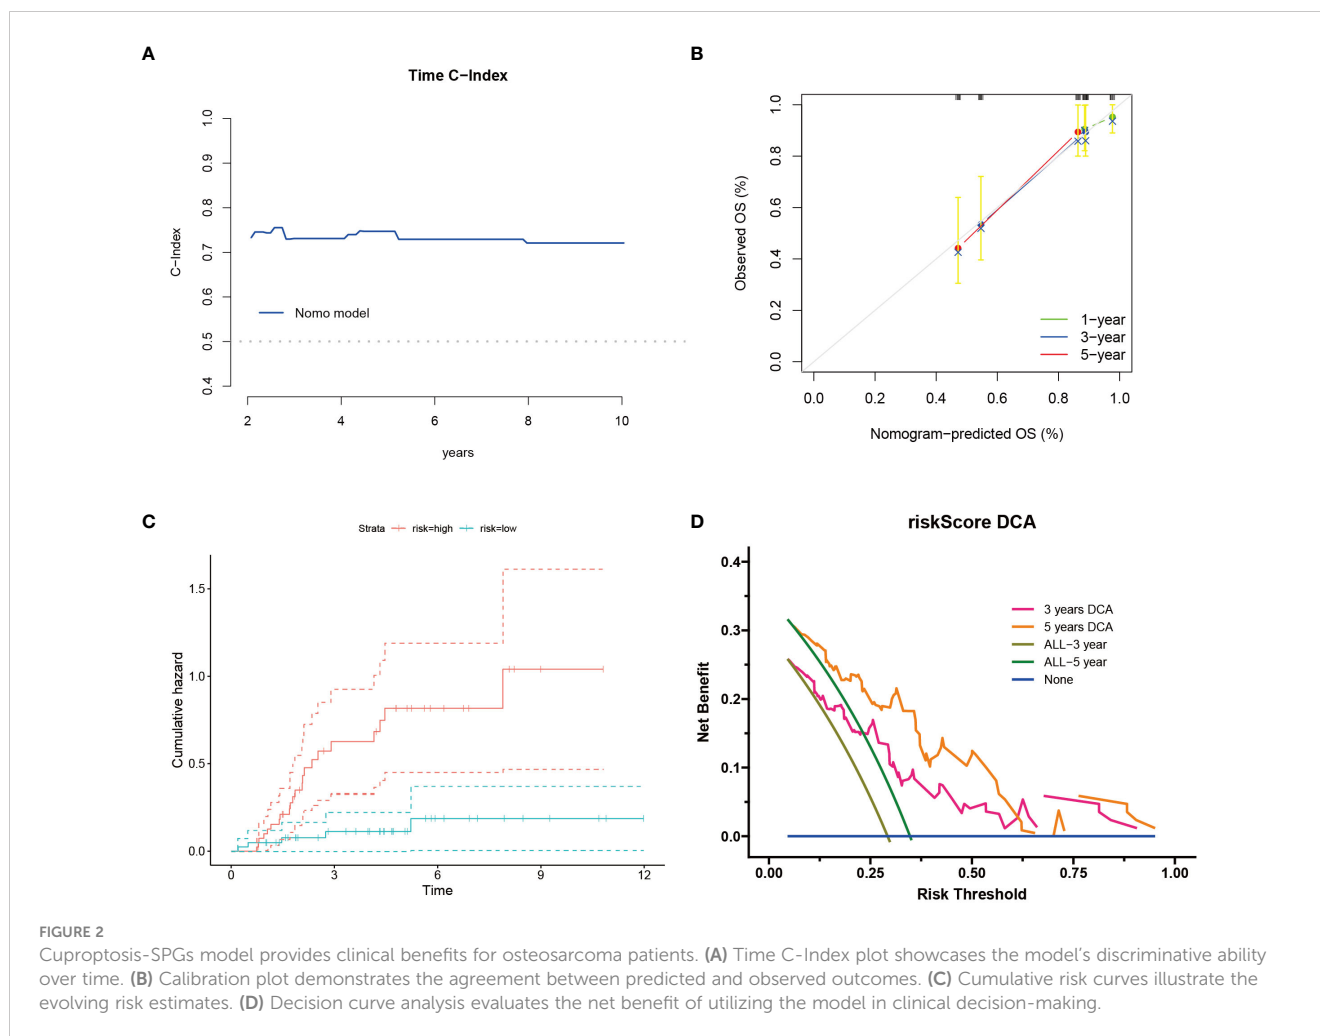 A
Time C-Index
C-Index
1.0
0.9
0.8
0.7
0.6
0.5
0.4
Nomo model
2 4 6 8 10
years
B
Observed OS (%)
1.0
0.8
0.6
0.4
0.2
0.0
1-year
3-year
5-year
0.0 0.2 0.4 0.6 0.8 1.0
Nomogram-predicted OS (%)
C
Strata risk=high risk=low
Cumulative hazard
1.5
1.0
0.5
0.0
0 3 6 9 12
Time
D
riskScore DCA
Net Benefit
0.4
0.3
0.2
0.1
0.0
3 years DCA
5 years DCA
ALL-3 year
ALL-5 year
None
0.00 0.25 0.50 0.75 1.00
Risk Threshold
FIGURE 2
Cuproptosis-SPGs model provides clinical benefits for osteosarcoma patients. (A) Time C-Index plot showcases the model's discriminative ability
over time. (B) Calibration plot demonstrates the agreement between predicted and observed outcomes. (C) Cumulative risk curves illustrate the
evolving risk estimates. (D) Decision curve analysis evaluates the net benefit of utilizing the model in clinical decision-making.